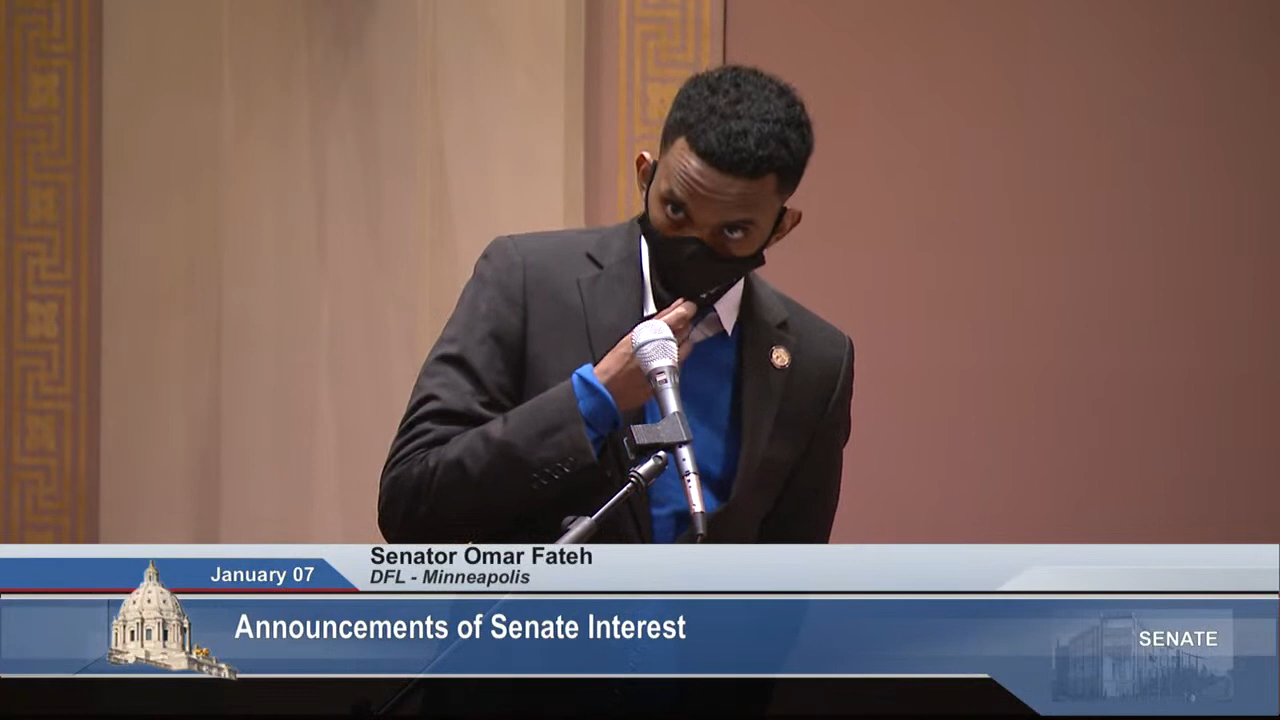 Senator Omar Fateh
January 07
DFL - Minneapolis
Announcements of Senate Interest
SENATE